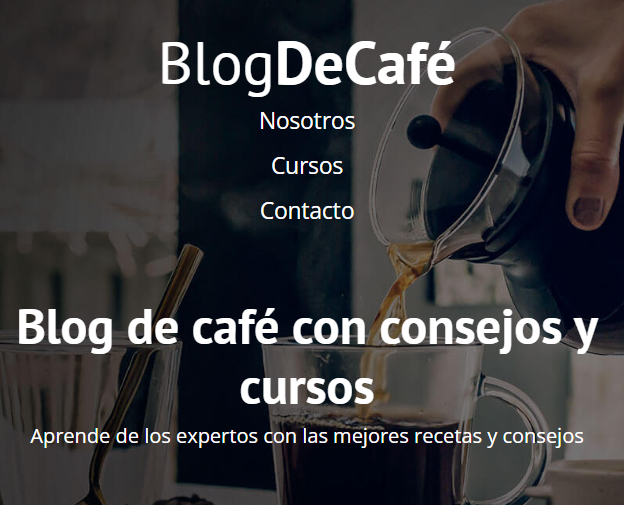 BlogDeCafé
Nosotros
Cursos
Contacto
Blog de café con consejos y
cursos
Aprende de los expertos con las mejores recetas y consejos